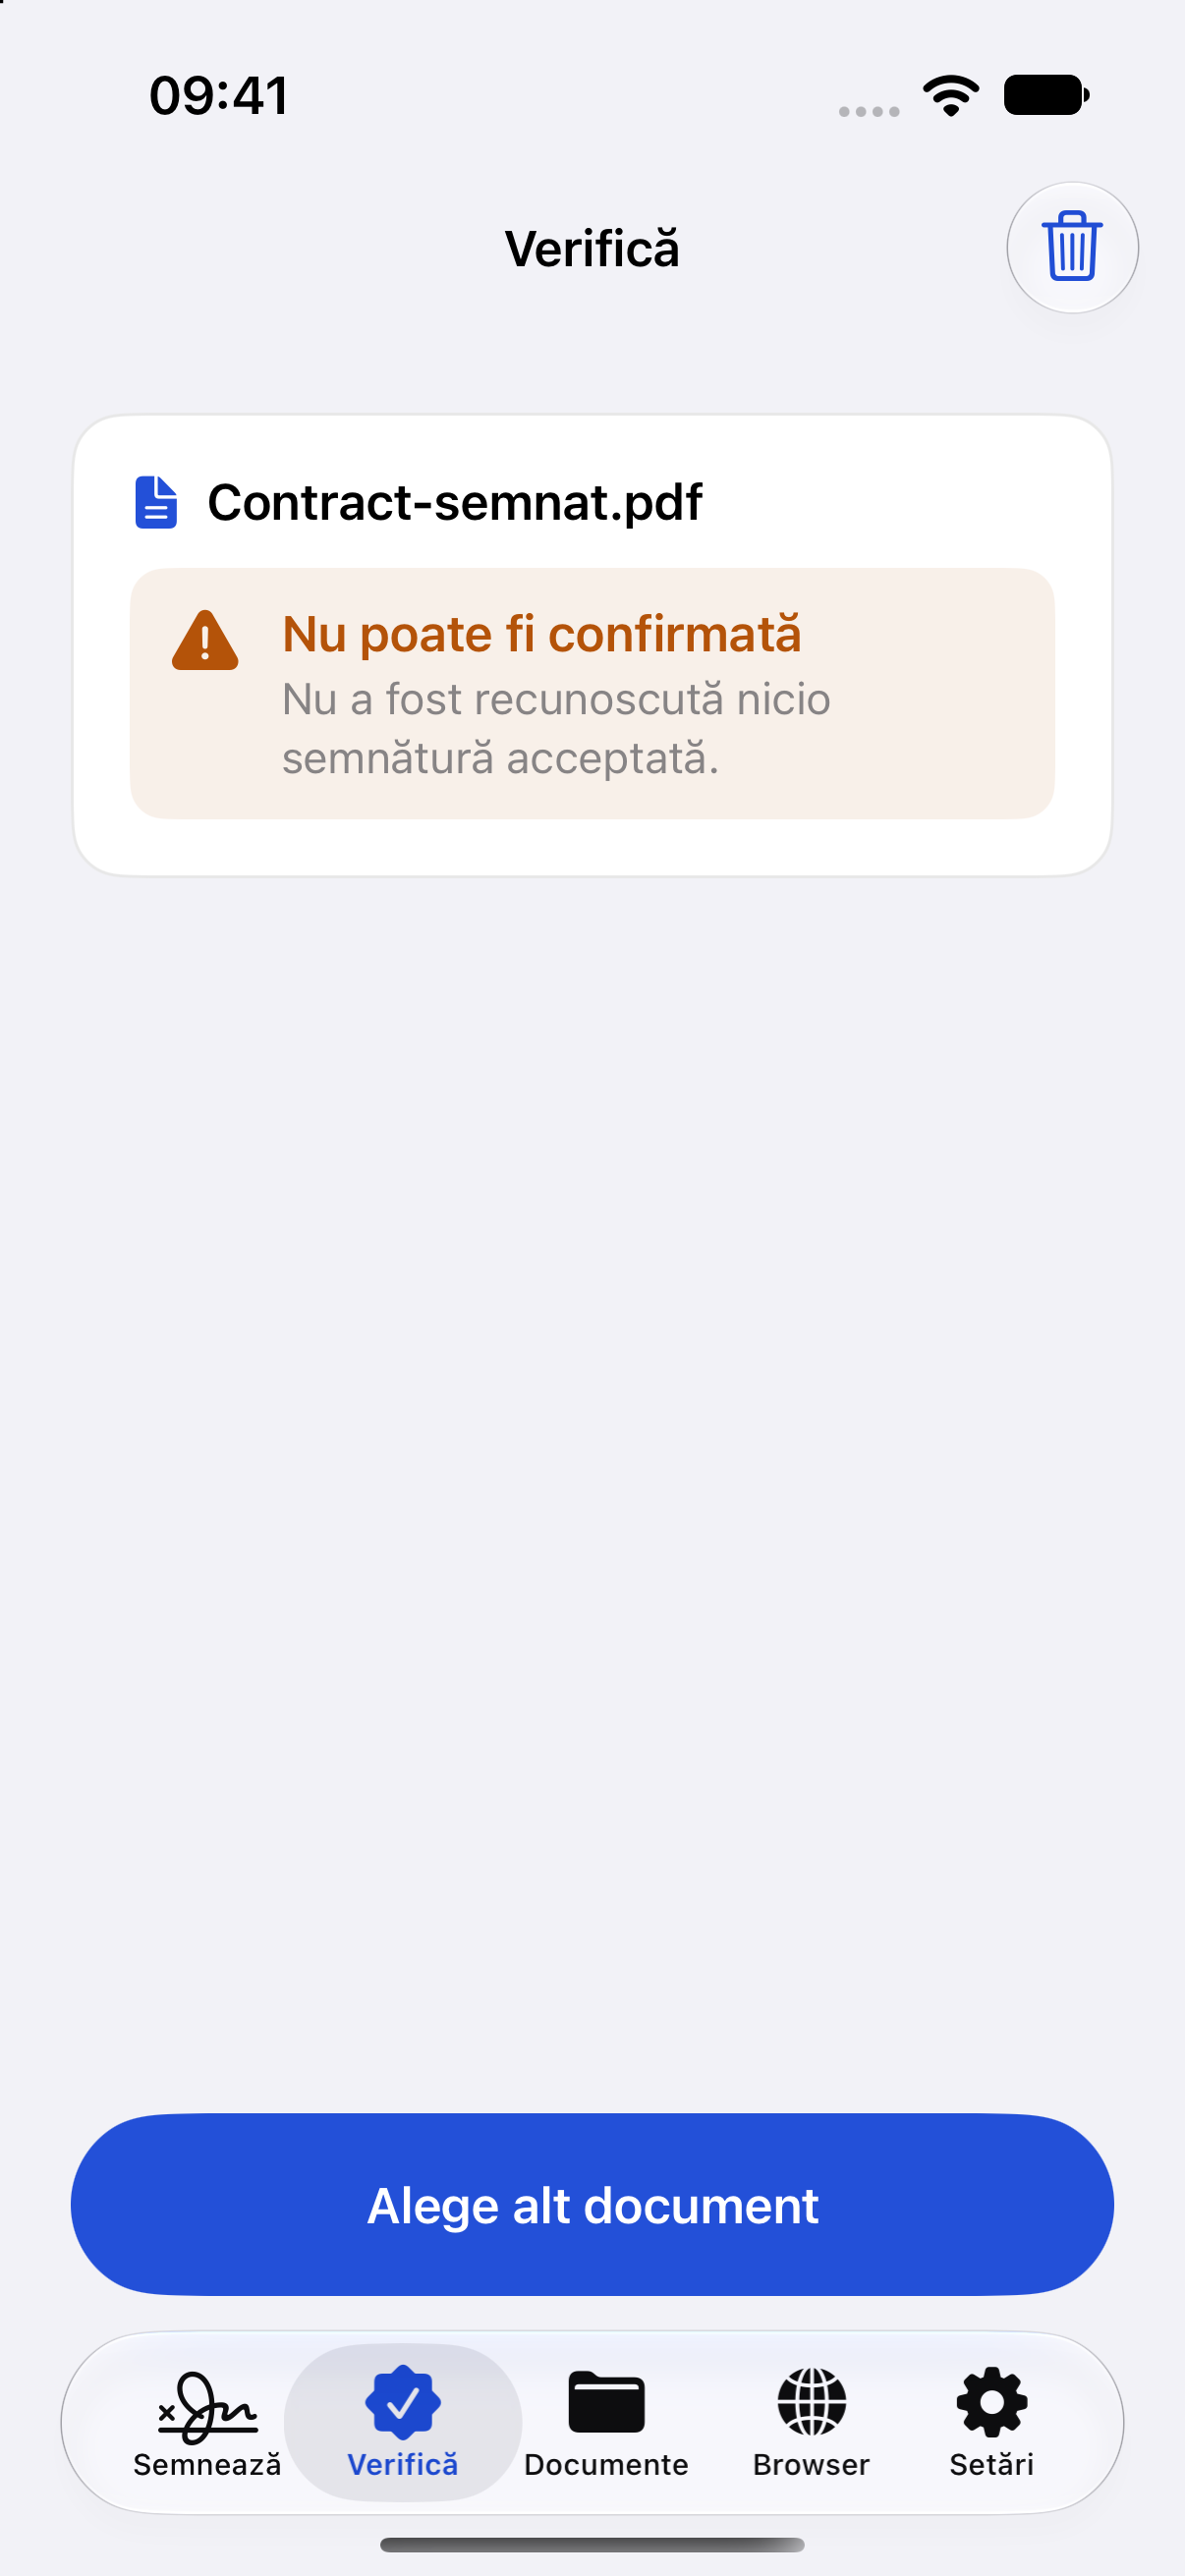 09:41
Verifică
Contract-semnat.pdf
Nu poate fi confirmată
Nu a fost recunoscută nicio
semnătură acceptată.
Alege alt document
Semnează
Verifică
Documente
Browser
Setări